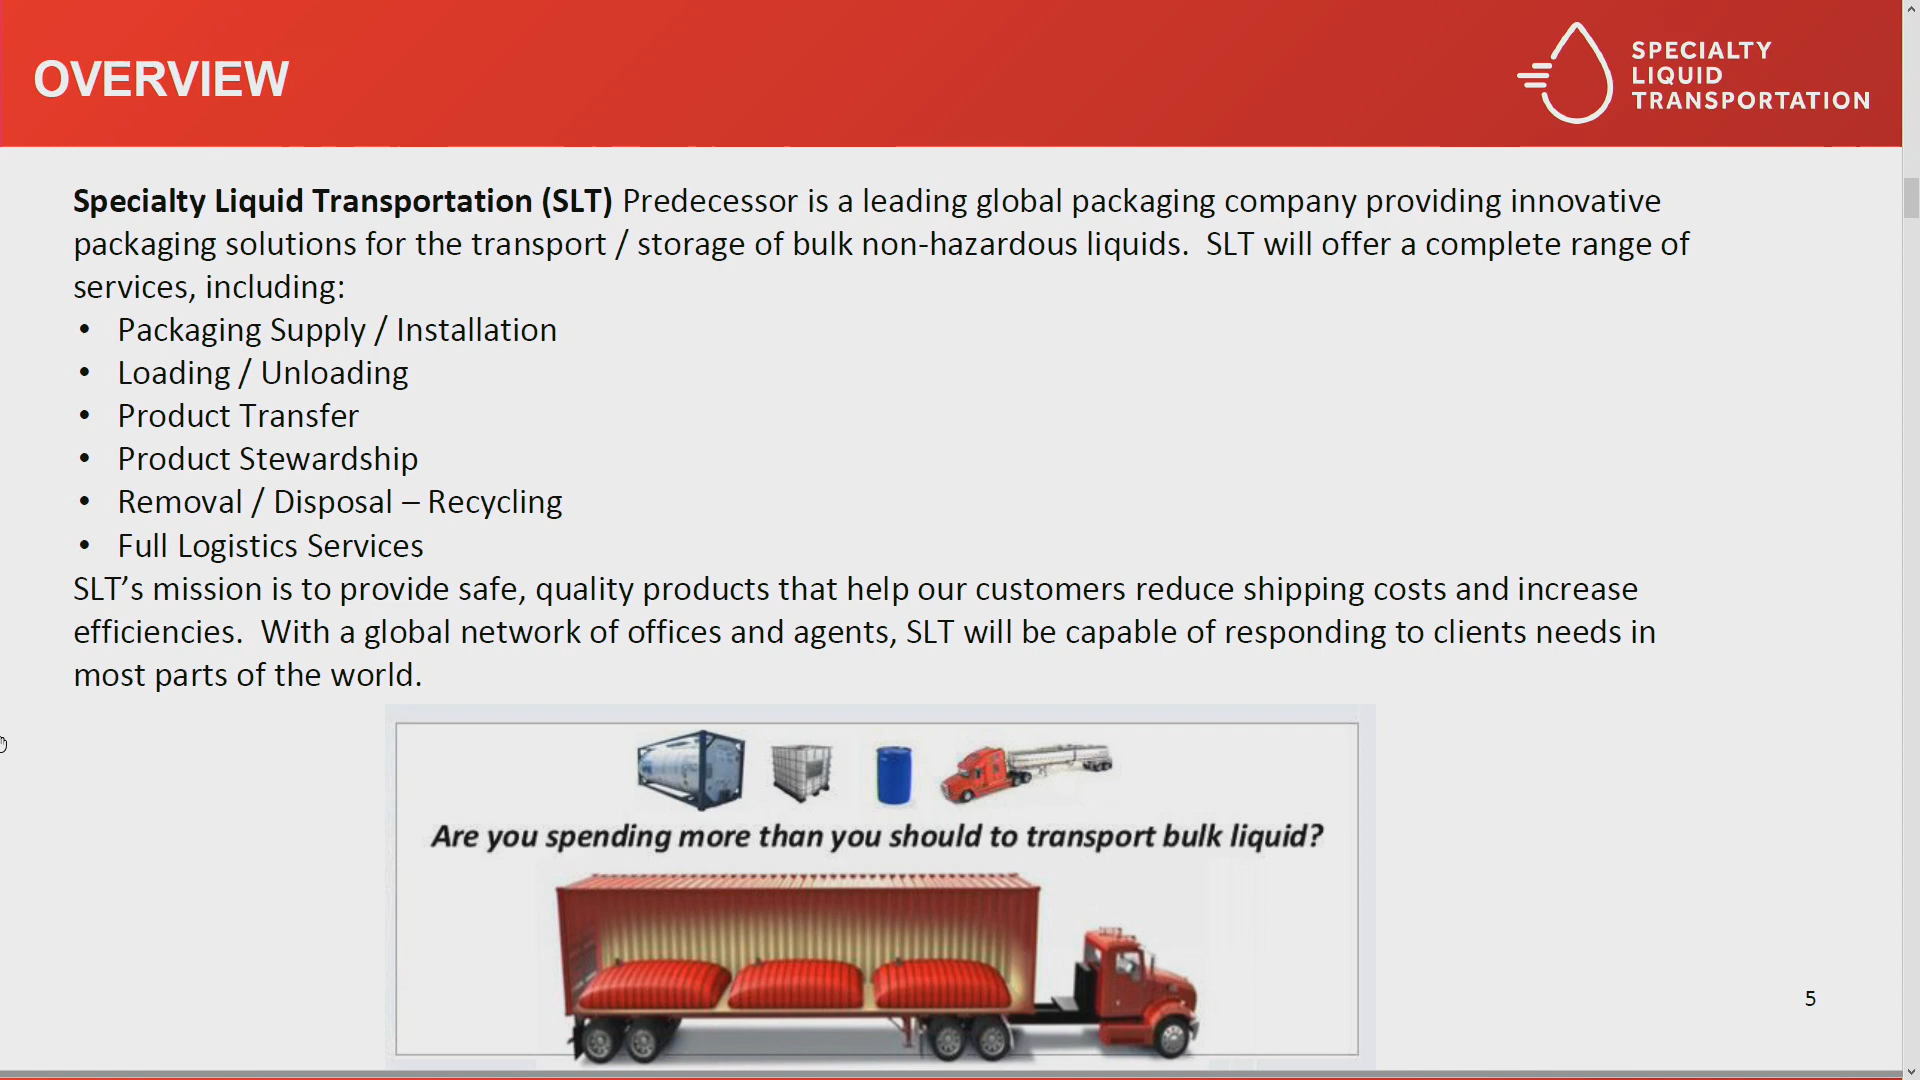 OVERVIEW
SPECIALTY
LIQUID
TRANSPORTATION
Specialty Liquid Transportation (SLT) Predecessor is a leading global packaging company providing innovative
packaging solutions for the transport / storage of bulk non-hazardous liquids.  SLT will offer a complete range of
services, including:
• Packaging Supply / Installation
• Loading / Unloading
• Product Transfer
• Product Stewardship
• Removal / Disposal – Recycling
• Full Logistics Services
SLT’s mission is to provide safe, quality products that help our customers reduce shipping costs and increase
efficiencies.  With a global network of offices and agents, SLT will be capable of responding to clients needs in
most parts of the world.
Are you spending more than you should to transport bulk liquid?
5